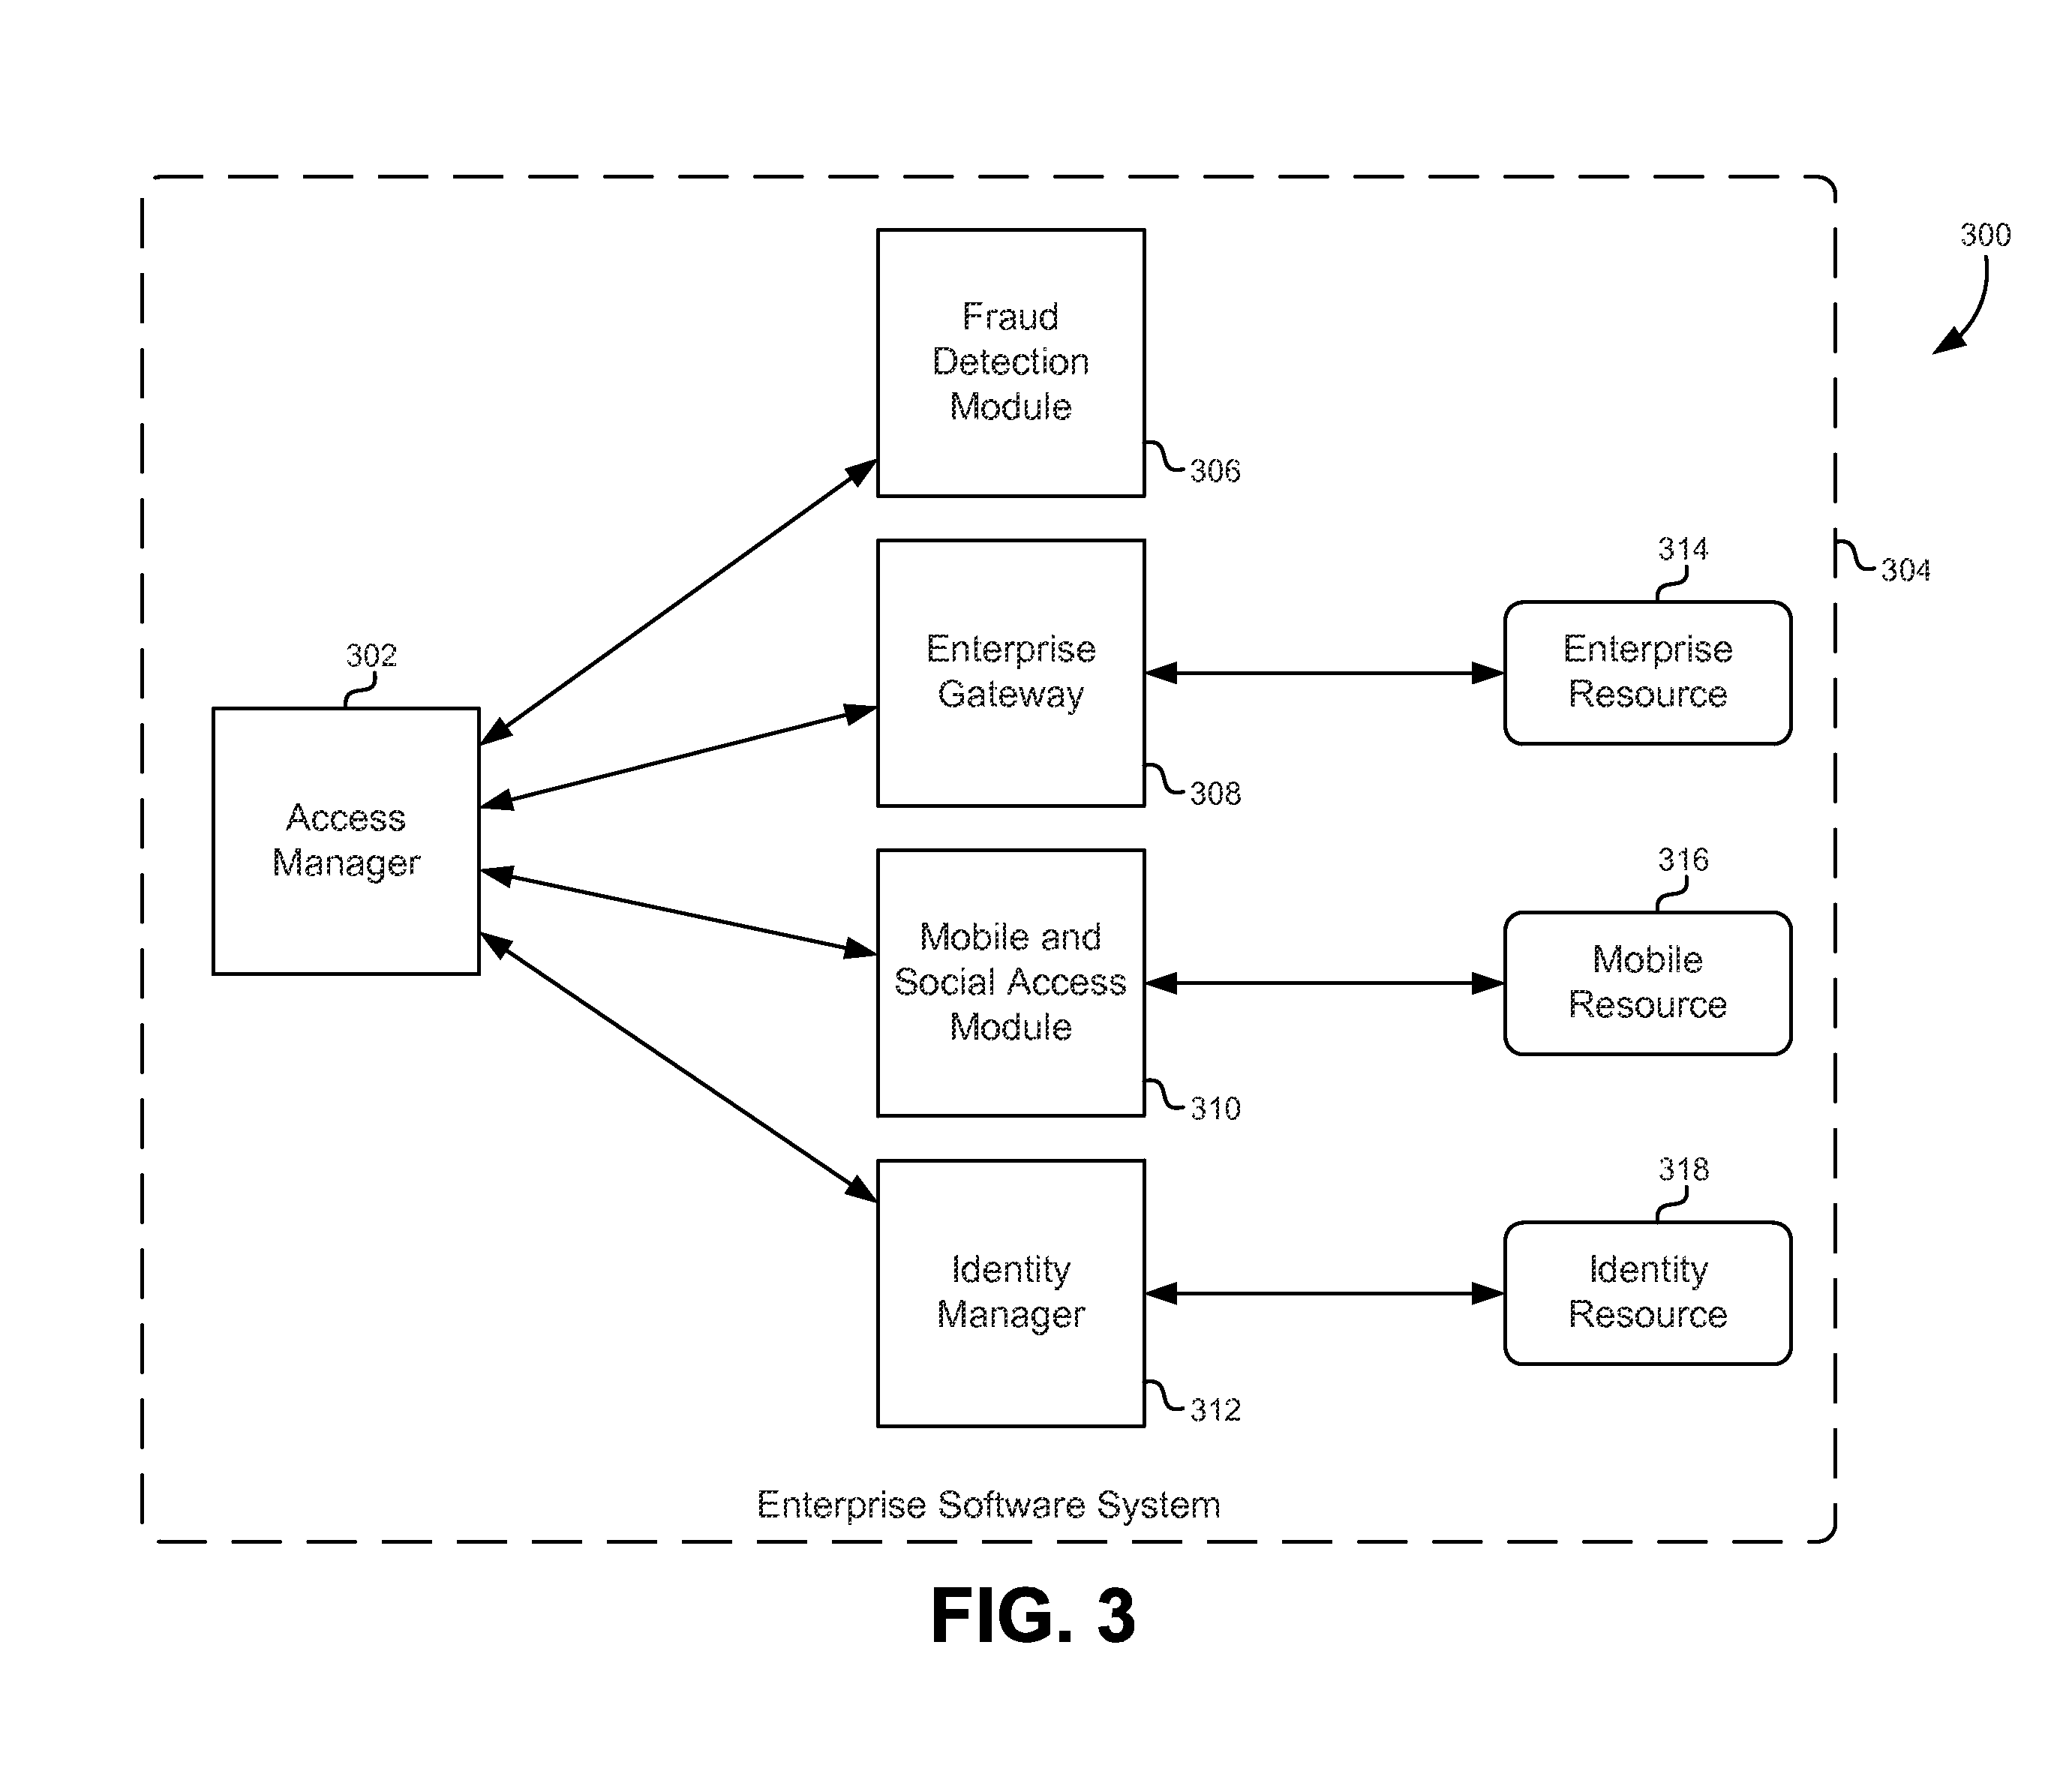 300
Fraud
Detection
Module
306
304
Enterprise
Gateway
308
314
Enterprise
Resource
302
Access
Manager
Mobile and
Social Access
Module
310
316
Mobile
Resource
Identity
Manager
312
318
Identity
Resource
Enterprise Software System
FIG. 3